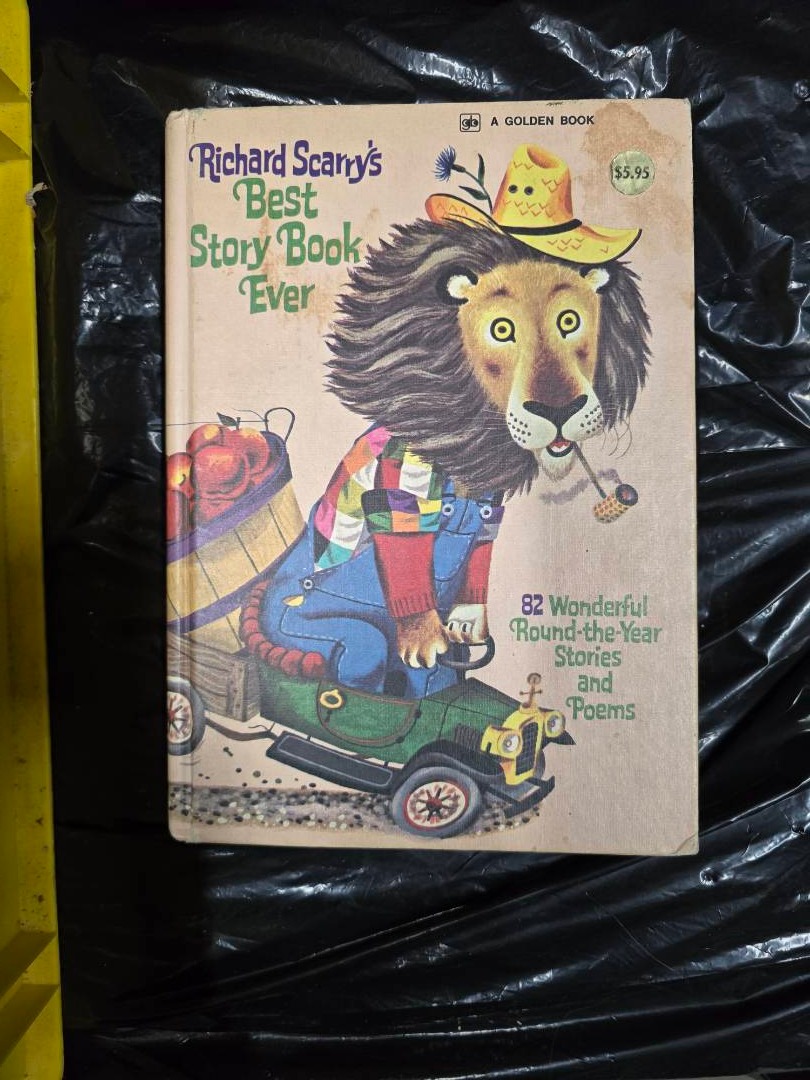 A GOLDEN BOOK
$5.95
Richard Scarry's
Best
Story Book
Ever
82 Wonderful
Round-the-Year
Stories
and
Poems